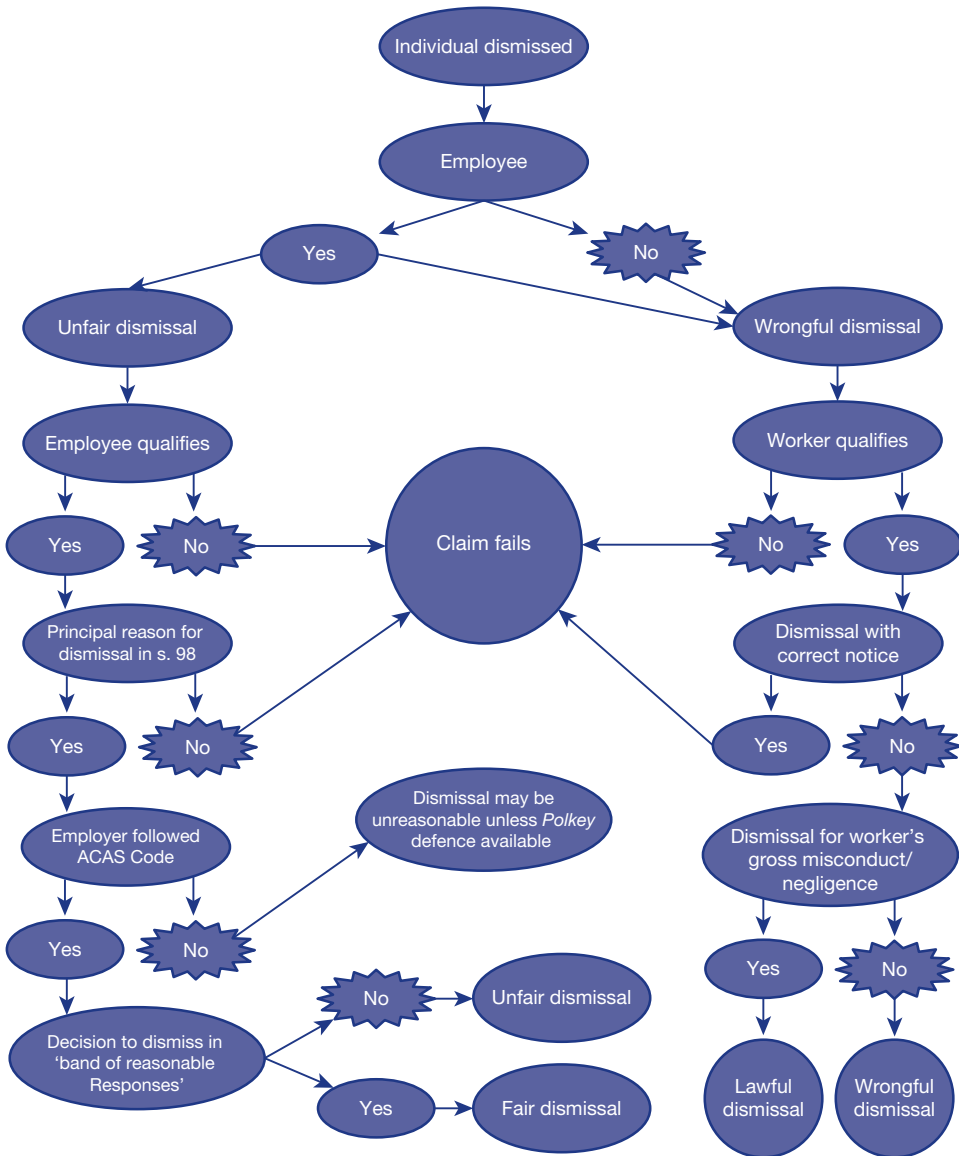 Individual dismissed
Employee
Yes
No
Unfair dismissal
Wrongful dismissal
Employee qualifies
Worker qualifies
Claim fails
Yes
No
No
Yes
Principal reason for
dismissal in s. 98
Dismissal with
correct notice
Yes
No
Yes
No
Employer followed
ACAS Code
Dismissal may be
unreasonable unless Polkey
defence available
Dismissal for worker's
gross misconduct/
negligence
Yes
No
Yes
No
Decision to dismiss in
‘band of reasonable
Responses’
No
Unfair dismissal
Yes
Fair dismissal
Lawful
dismissal
Wrongful
dismissal